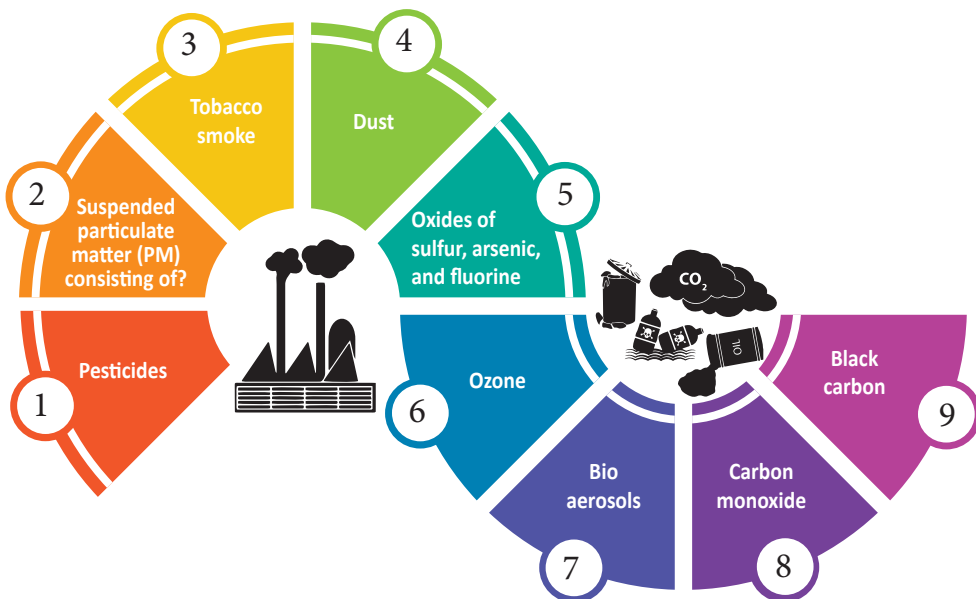 1
Pesticides
2
Suspended
particulate
matter (PM)
consisting of?
3
Tobacco
smoke
4
Dust
5
Oxides of
sulfur, arsenic,
and fluorine
6
Ozone
7
Bio
aerosols
8
Carbon
monoxide
9
Black
carbon
CO₂
OIL